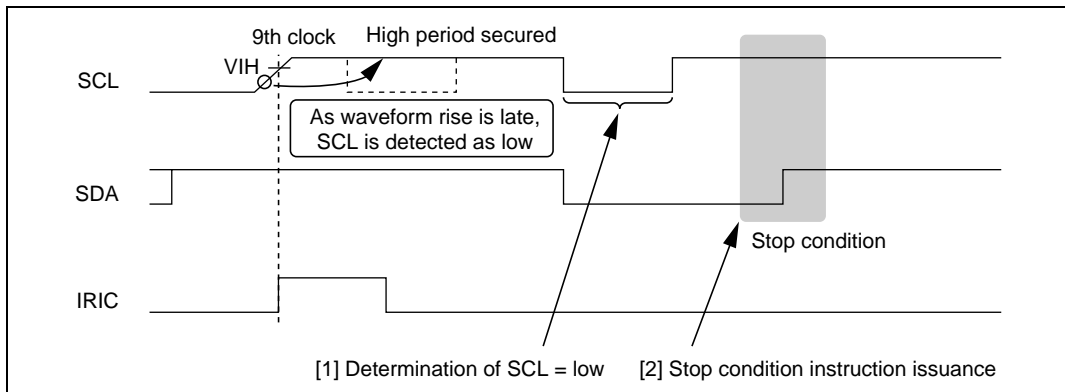 9th clock
High period secured
VIH
SCL
As waveform rise is late,
SCL is detected as low
SDA
Stop condition
IRIC
[1] Determination of SCL = low
[2] Stop condition instruction issuance